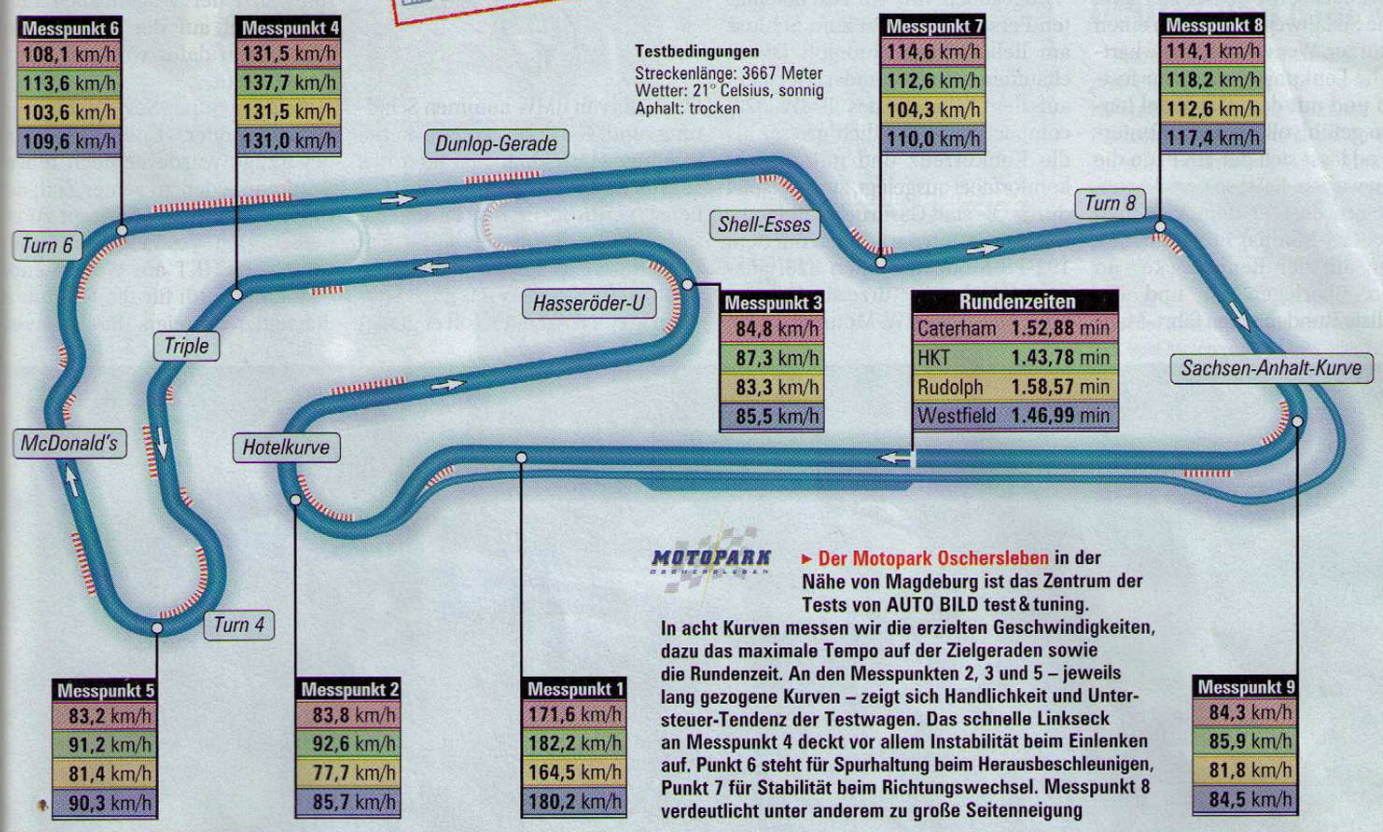 Messpunkt 6
108,1 km/h
113,6 km/h
103,6 km/h
109,6 km/h
Messpunkt 4
131,5 km/h
137,7 km/h
131,5 km/h
131,0 km/h
Testbedingungen
Streckenlänge: 3667 Meter
Wetter: 21° Celsius, sonnig
Aphalt: trocken
Messpunkt 7
114,6 km/h
112,6 km/h
104,3 km/h
110,0 km/h
Messpunkt 8
114,1 km/h
118,2 km/h
112,6 km/h
117,4 km/h
Dunlop-Gerade
Turn 6
Shell-Esses
Turn 8
Hasseröder-U
Triple
Messpunkt 3
84,8 km/h
87,3 km/h
83,3 km/h
85,5 km/h
Rundenzeiten
Caterham 1.52,88 min
HKT 1.43,78 min
Rudolph 1.58,57 min
Westfield 1.46,99 min
Sachsen-Anhalt-Kurve
McDonald's
Hotelkurve
Turn 4
MOTOPARK
OSCHERSLEBEN
► Der Motopark Oschersleben in der
Nähe von Magdeburg ist das Zentrum der
Tests von AUTO BILD test & tuning.
In acht Kurven messen wir die erzielten Geschwindigkeiten,
dazu das maximale Tempo auf der Zielgeraden sowie
die Rundenzeit. An den Messpunkten 2, 3 und 5 – jeweils
lang gezogene Kurven – zeigt sich Handlichkeit und Unter-
steuer-Tendenz der Testwagen. Das schnelle Linkseck
an Messpunkt 4 deckt vor allem Instabilität beim Einlenken
auf. Punkt 6 steht für Spurhaltung beim Herausbeschleunigen,
Punkt 7 für Stabilität beim Richtungswechsel. Messpunkt 8
verdeutlicht unter anderem zu große Seitenneigung
Messpunkt 5
83,2 km/h
91,2 km/h
81,4 km/h
90,3 km/h
Messpunkt 2
83,8 km/h
92,6 km/h
77,7 km/h
85,7 km/h
Messpunkt 1
171,6 km/h
182,2 km/h
164,5 km/h
180,2 km/h
Messpunkt 9
84,3 km/h
85,9 km/h
81,8 km/h
84,5 km/h